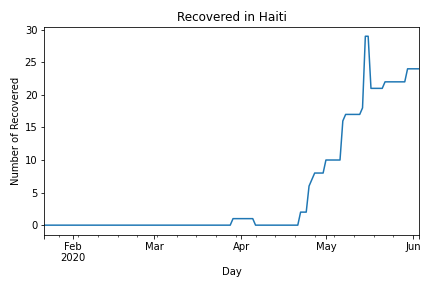 Recovered in Haiti
Number of Recovered
30
25
20
15
10
5
0
Feb
2020
Mar
Apr
May
Jun
Day